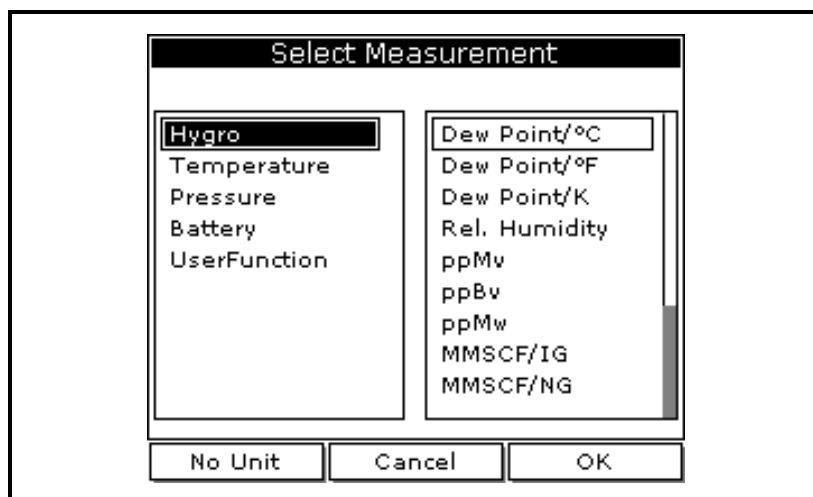 Select Measurement
Hygro
Temperature
Pressure
Battery
UserFunction
Dew Point/°C
Dew Point/°F
Dew Point/K
Rel. Humidity
ppMv
ppBv
ppMw
MMSCF/IG
MMSCF/NG
No Unit
Cancel
OK